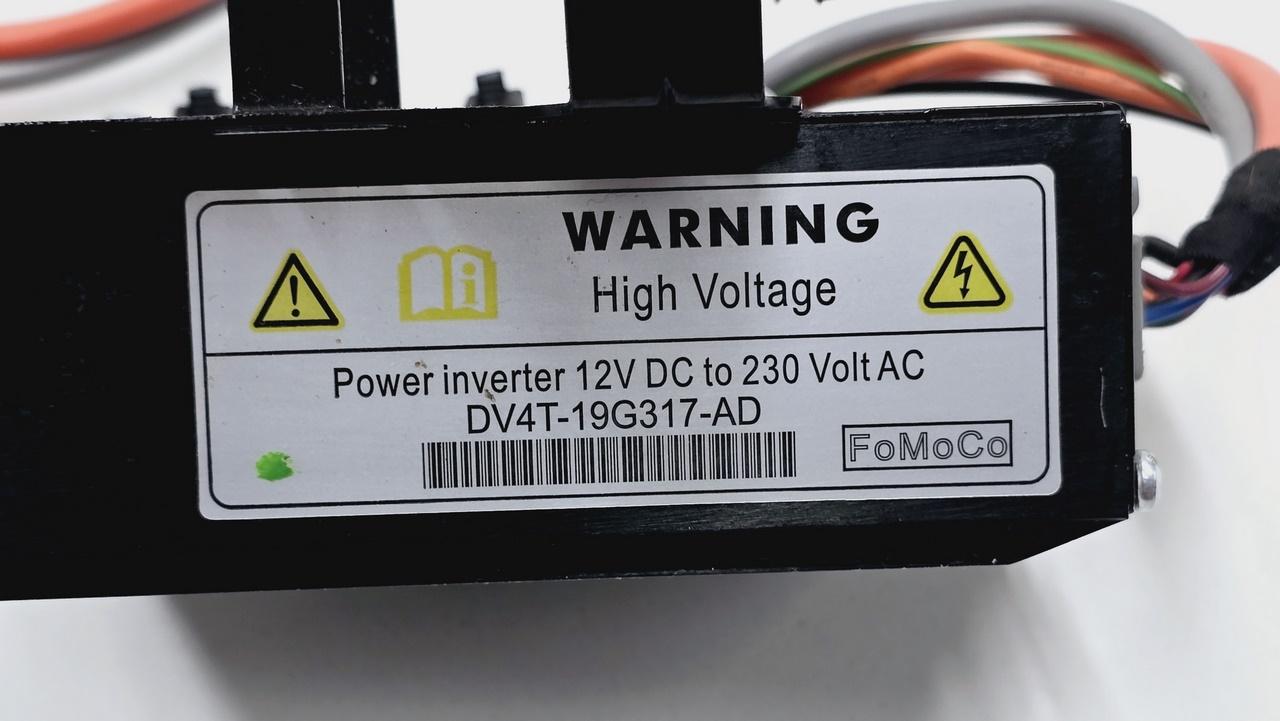 WARNING
High Voltage
Power inverter 12V DC to 230 Volt AC
DV4T-19G317-AD
FoMoCo